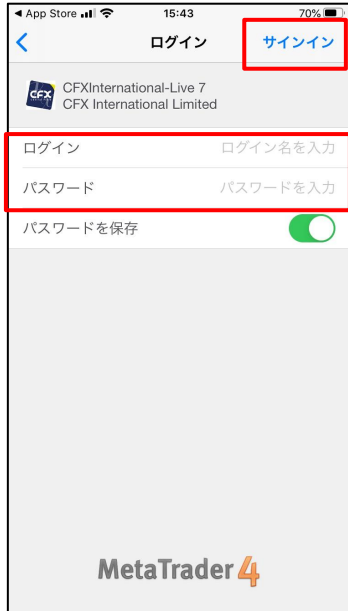 ◀ App Store 15:43 70%
ログイン サインイン
CFX
CFXInternational-Live 7
CFX International Limited
ログイン ログイン名を入力
パスワード パスワードを入力
パスワードを保存
MetaTrader 4